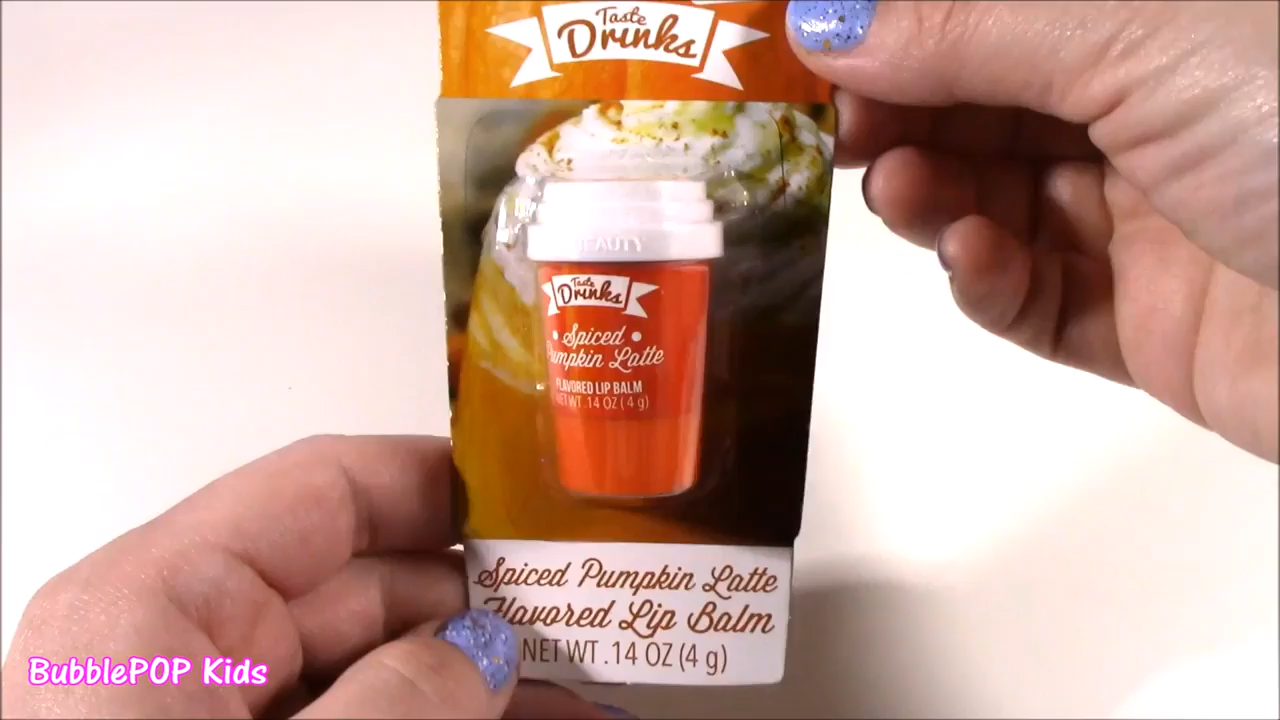 Taste
Drinks
BEAUTY
Taste
Drinks
Spiced
Pumpkin Latte
FLAVORED LIP BALM
NET WT .14 OZ (4 g)
Spiced Pumpkin Latte
Flavored Lip Balm
NET WT .14 OZ (4 g)
BubblePOP Kids